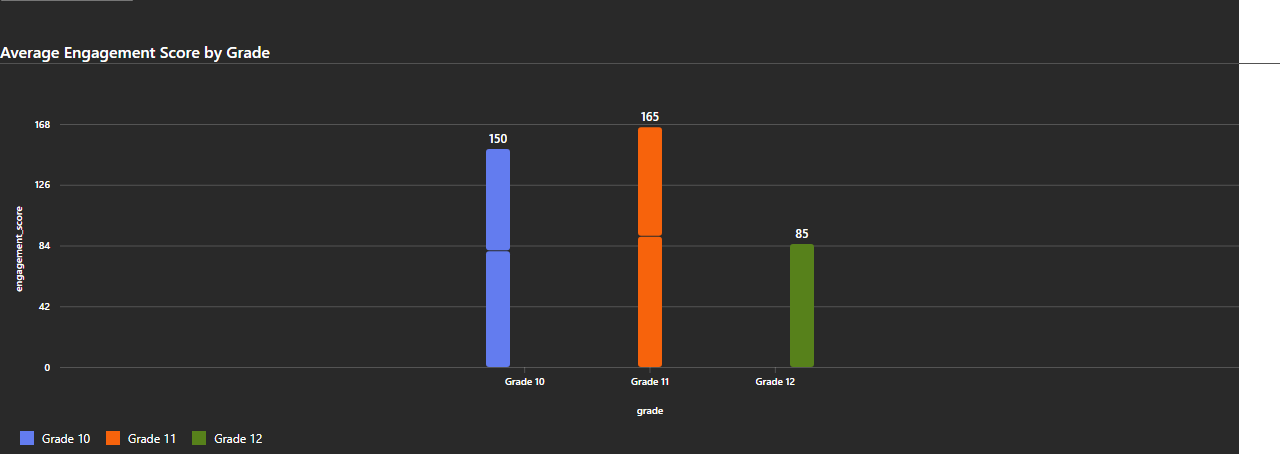 Average Engagement Score by Grade
168
126
84
42
0
engagement_score
150
165
85
Grade 10
Grade 11
Grade 12
grade
Grade 10
Grade 11
Grade 12